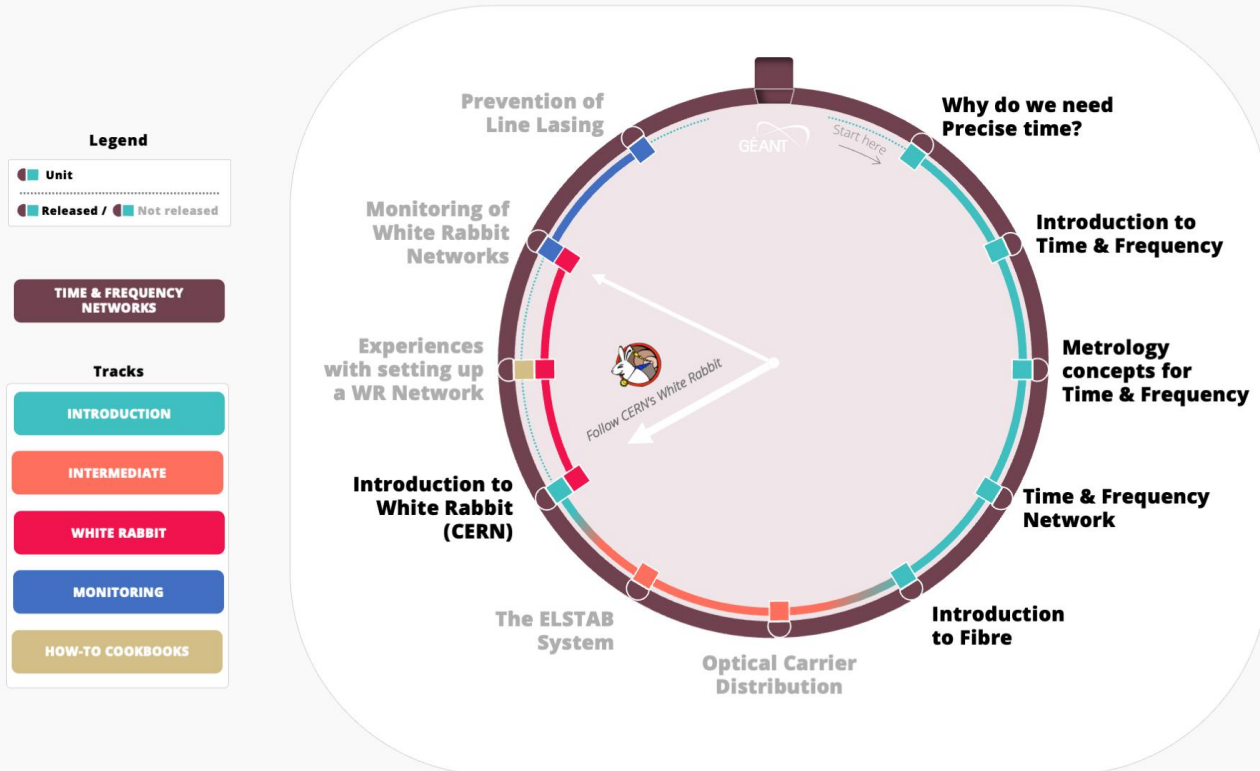 Legend
Unit
Released / Not released
TIME & FREQUENCY
NETWORKS
Tracks
INTRODUCTION
INTERMEDIATE
WHITE RABBIT
MONITORING
HOW-TO COOKBOOKS
GÉANT
Start here
Why do we need
Precise time?
Introduction to
Time & Frequency
Metrology
concepts for
Time & Frequency
Time & Frequency
Network
Introduction
to Fibre
Optical Carrier
Distribution
The ELSTAB
System
Introduction to
White Rabbit
(CERN)
Experiences
with setting up
a WR Network
Monitoring of
White Rabbit
Networks
Prevention of
Line Lasing
Follow CERN's White Rabbit